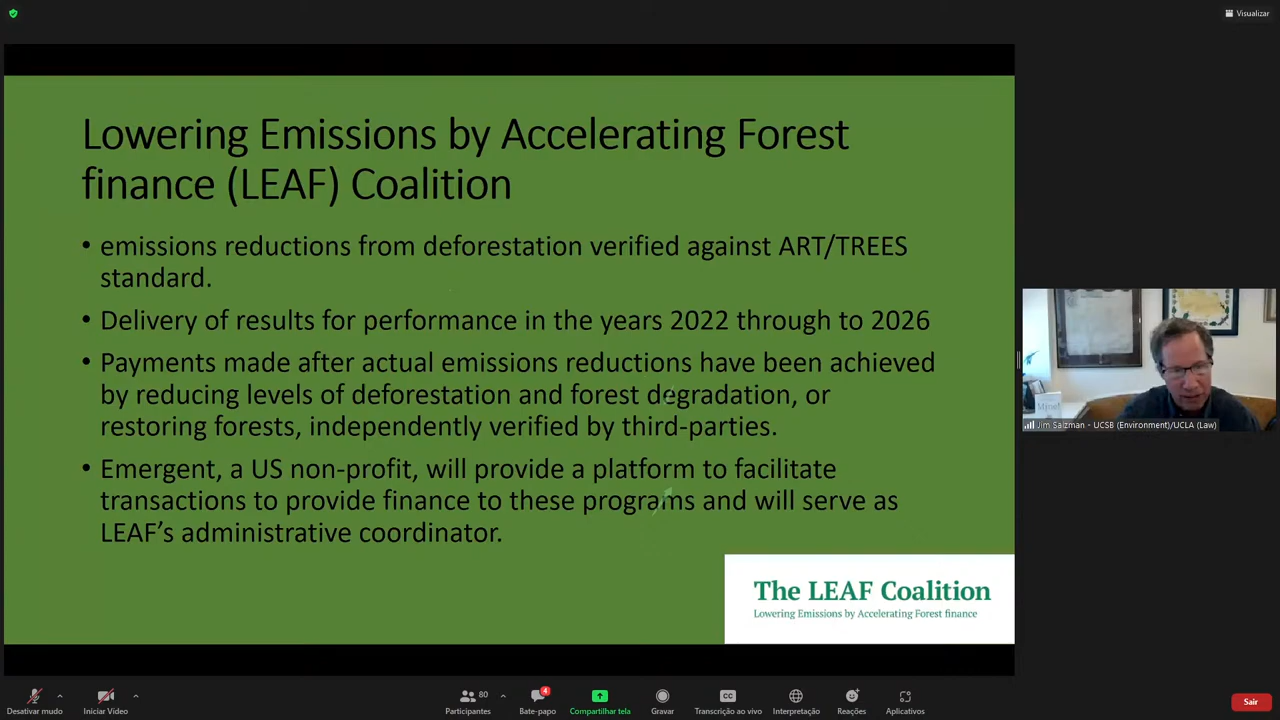 Visualizar
Lowering Emissions by Accelerating Forest
finance (LEAF) Coalition
• emissions reductions from deforestation verified against ART/TREES
standard.
• Delivery of results for performance in the years 2022 through to 2026
• Payments made after actual emissions reductions have been achieved
by reducing levels of deforestation and forest degradation, or
restoring forests, independently verified by third-parties.
• Emergent, a US non-profit, will provide a platform to facilitate
transactions to provide finance to these programs and will serve as
LEAF's administrative coordinator.
The LEAF Coalition
Lowering Emissions by Accelerating Forest finance
Jim Salzman - UCSB (Environment)/UCLA (Law)
Desativar mudo
Iniciar Vídeo
80
Participantes
4
Bate-papo
Compartilhar tela
Gravar
CC
Transcrição ao vivo
Interpretação
Reações
Aplicativos
Sair